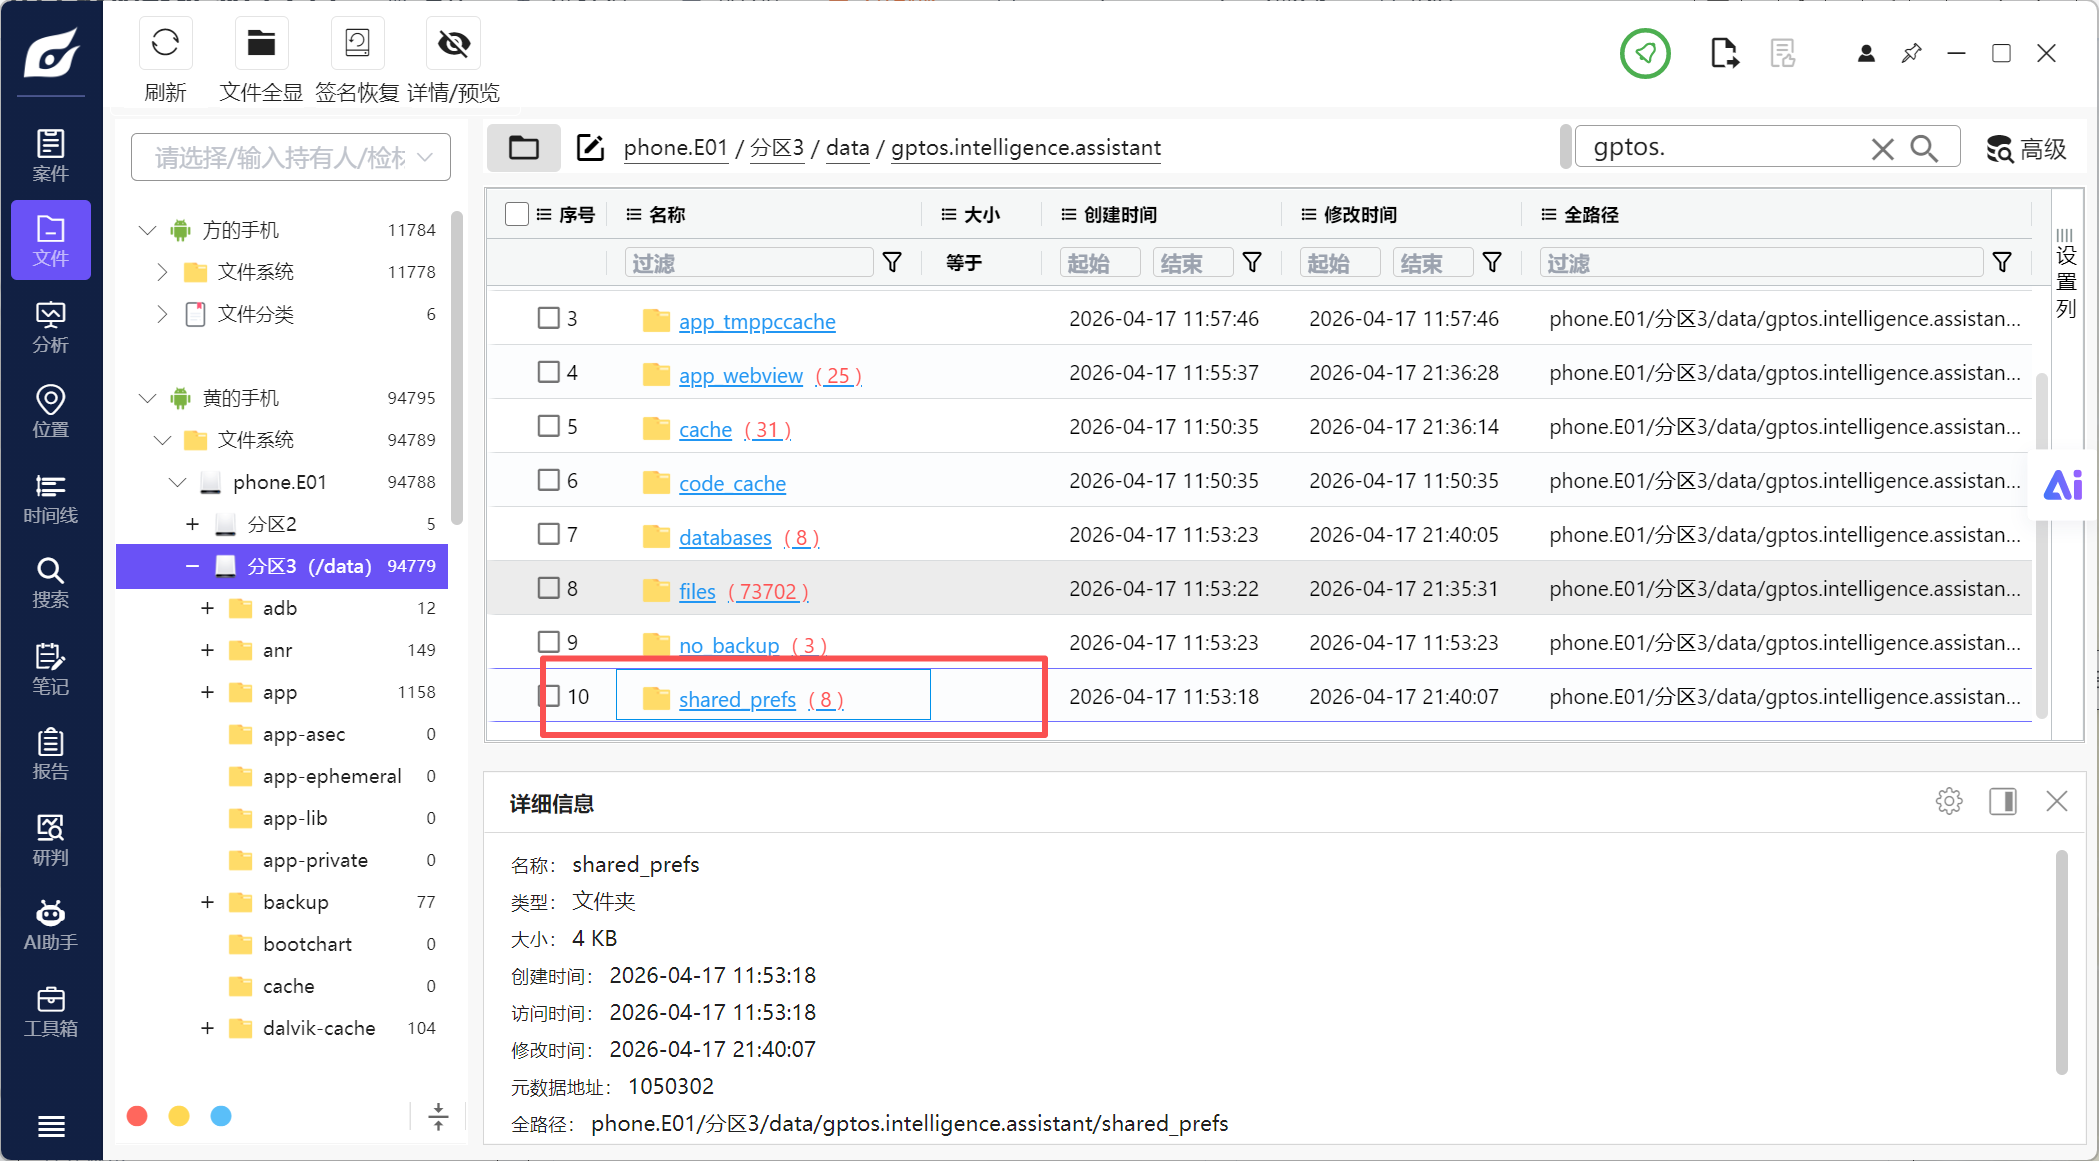 刷新
文件全显
签名恢复
详情/预览
案件
文件
分析
位置
时间线
搜索
笔记
报告
研判
AI助手
工具箱
请选择/输入持有人/检材
方的手机 11784
文件系统 11778
文件分类 6
黄的手机 94795
文件系统 94789
phone.E01 94788
分区2 5
分区3（/data） 94779
adb 12
anr 149
app 1158
app-asec 0
app-ephemeral 0
app-lib 0
app-private 0
backup 77
bootchart 0
cache 0
dalvik-cache 104
phone.E01 / 分区3 / data / gptos.intelligence.assistant
gptos.
高级
序号 名称 大小 创建时间 修改时间 全路径
过滤 等于 起始 结束 起始 结束 过滤
3 app_tmppccache 2026-04-17 11:57:46 2026-04-17 11:57:46 phone.E01/分区3/data/gptos.intelligence.assistan...
4 app_webview ( 25 ) 2026-04-17 11:55:37 2026-04-17 21:36:28 phone.E01/分区3/data/gptos.intelligence.assistan...
5 cache ( 31 ) 2026-04-17 11:50:35 2026-04-17 21:36:14 phone.E01/分区3/data/gptos.intelligence.assistan...
6 code_cache 2026-04-17 11:50:35 2026-04-17 11:50:35 phone.E01/分区3/data/gptos.intelligence.assistan...
7 databases ( 8 ) 2026-04-17 11:53:23 2026-04-17 21:40:05 phone.E01/分区3/data/gptos.intelligence.assistan...
8 files ( 73702 ) 2026-04-17 11:53:22 2026-04-17 21:35:31 phone.E01/分区3/data/gptos.intelligence.assistan...
9 no_backup ( 3 ) 2026-04-17 11:53:23 2026-04-17 11:53:23 phone.E01/分区3/data/gptos.intelligence.assistan...
10 shared_prefs ( 8 ) 2026-04-17 11:53:18 2026-04-17 21:40:07 phone.E01/分区3/data/gptos.intelligence.assistan...
设置列
Ai
详细信息
名称： shared_prefs
类型： 文件夹
大小： 4 KB
创建时间： 2026-04-17 11:53:18
访问时间： 2026-04-17 11:53:18
修改时间： 2026-04-17 21:40:07
元数据地址： 1050302
全路径： phone.E01/分区3/data/gptos.intelligence.assistant/shared_prefs